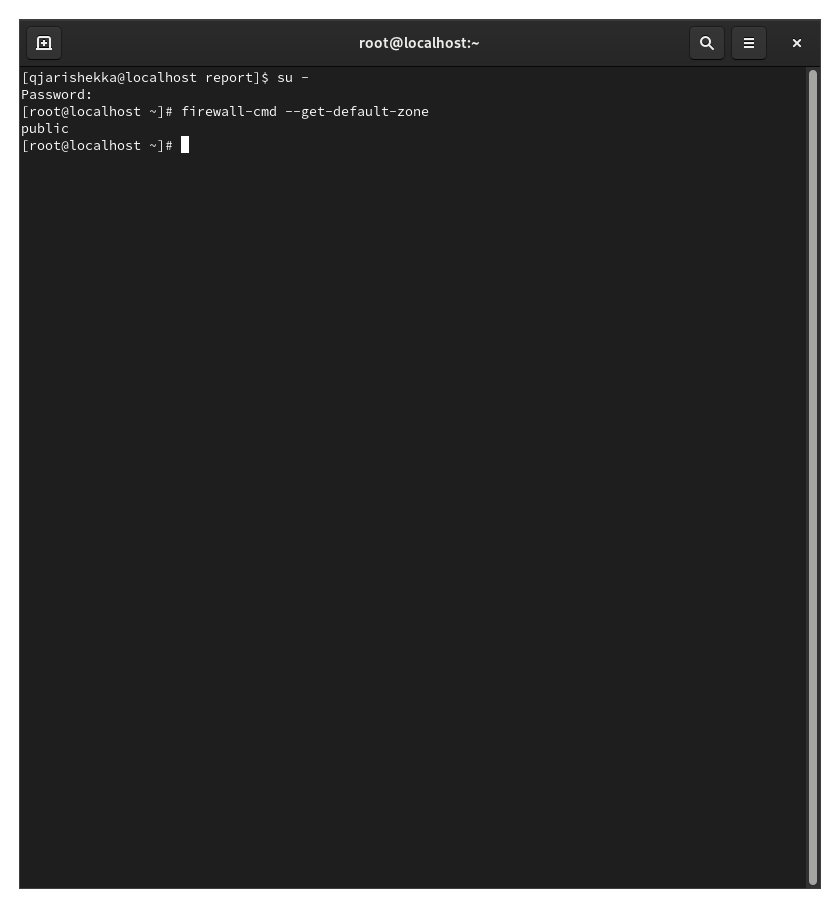 root@localhost:~
[qjarishekka@localhost report]$ su -
Password:
[root@localhost ~]# firewall-cmd --get-default-zone
public
[root@localhost ~]#